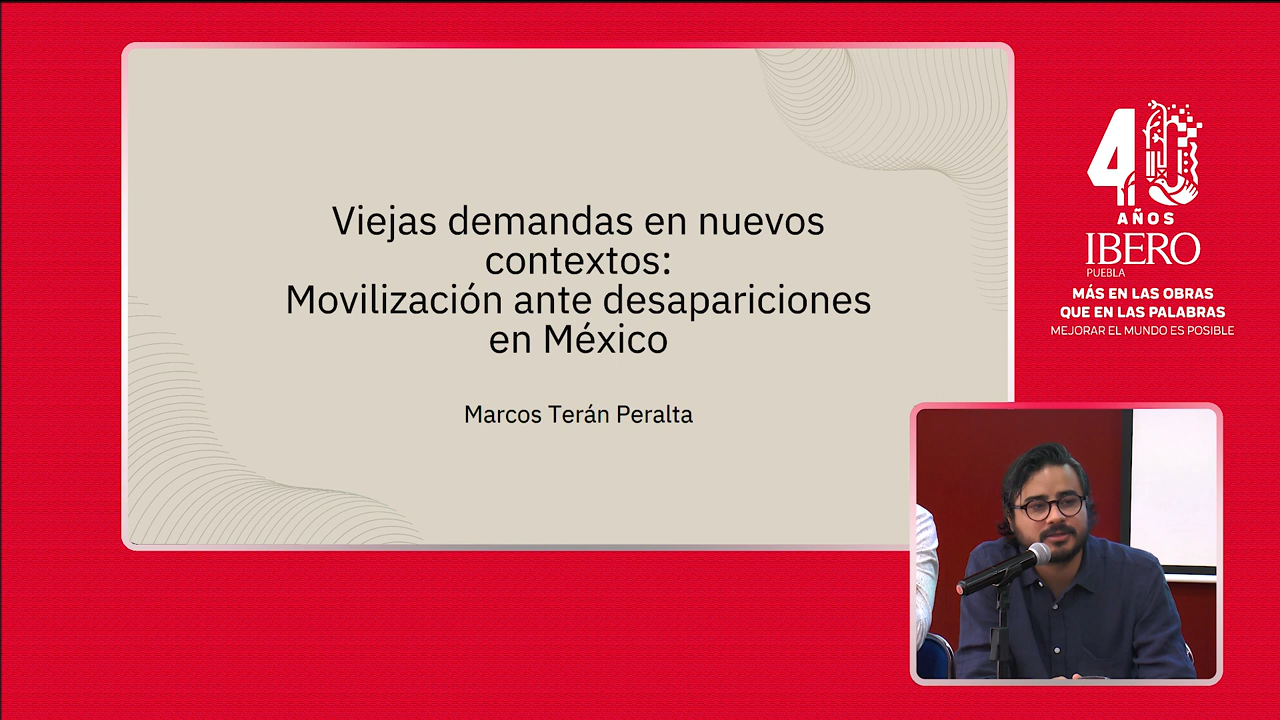 Viejas demandas en nuevos
contextos:
Movilización ante desapariciones
en México
Marcos Terán Peralta
40
AÑOS
IBERO
PUEBLA
MÁS EN LAS OBRAS
QUE EN LAS PALABRAS
MEJORAR EL MUNDO ES POSIBLE